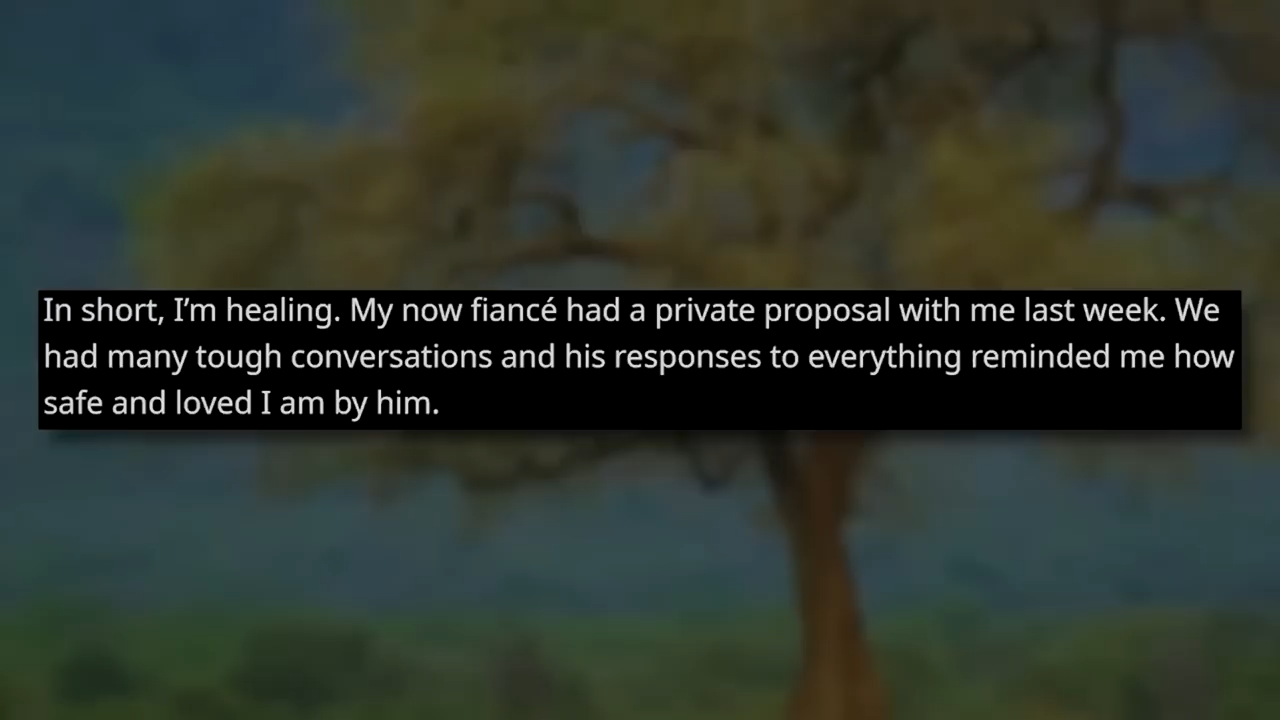 In short, I’m healing. My now fiancé had a private proposal with me last week. We
had many tough conversations and his responses to everything reminded me how
safe and loved I am by him.